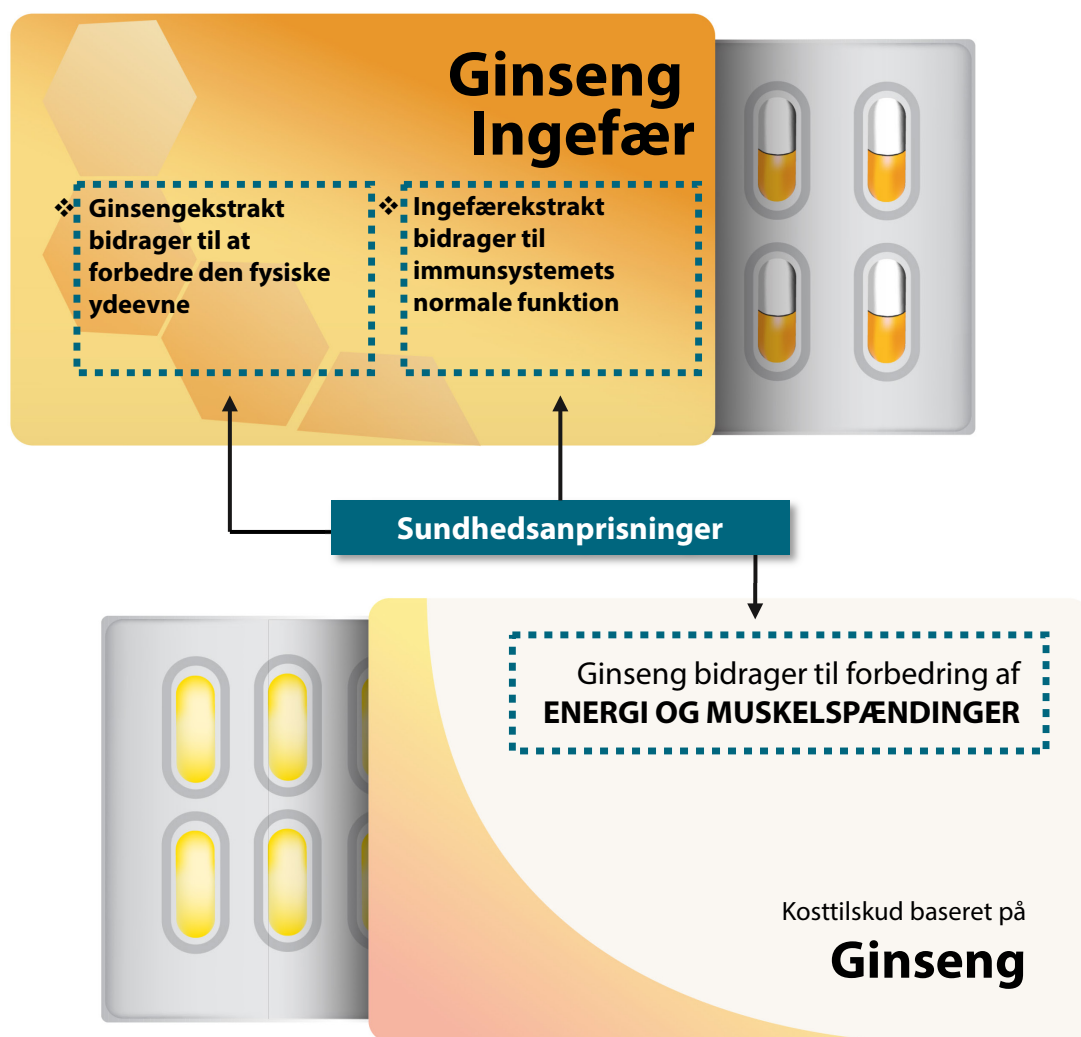 Ginseng
Ingefær
❖ Ginsengekstrakt
bidrager til at
forbedre den fysiske
ydeevne
❖ Ingefærekstrakt
bidrager til
immunsystemets
normale funktion
Sundhedsanprisninger
Ginseng bidrager til forbedring af
ENERGI OG MUSKELSPÆNDINGER
Kosttilskud baseret på
Ginseng